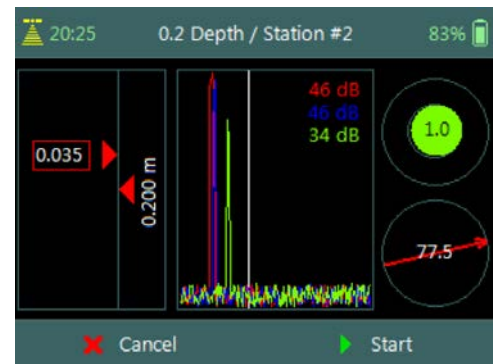 20:25 0.2 Depth / Station #2 83%
0.035
0.200 m
46 dB
46 dB
34 dB
1.0
77.5
Cancel Start